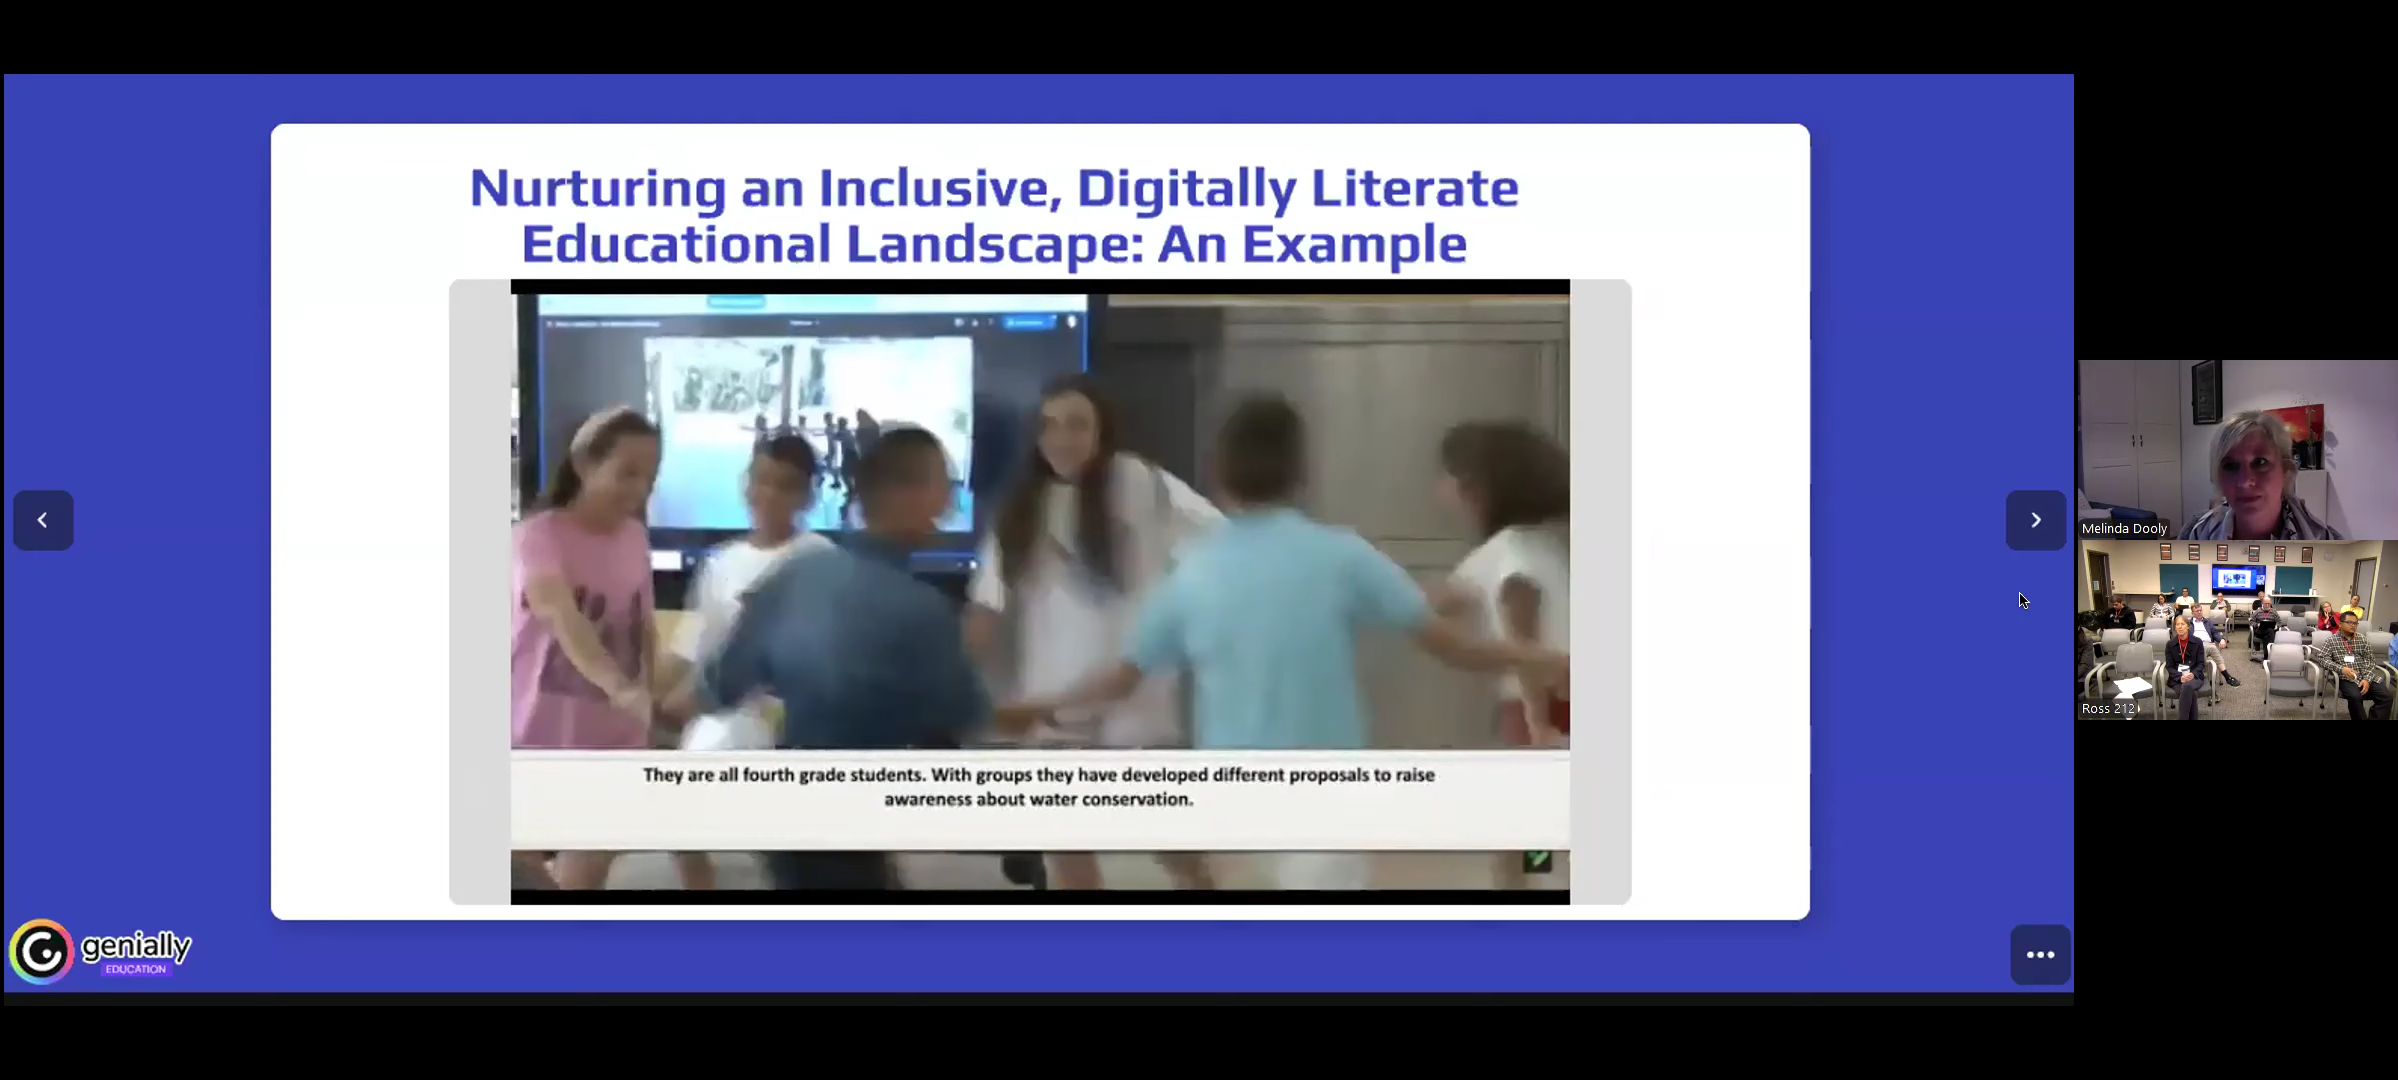 Nurturing an Inclusive, Digitally Literate
Educational Landscape: An Example
They are all fourth grade students. With groups they have developed different proposals to raise
awareness about water conservation.
Melinda Dooly
Ross 212
genially
EDUCATION